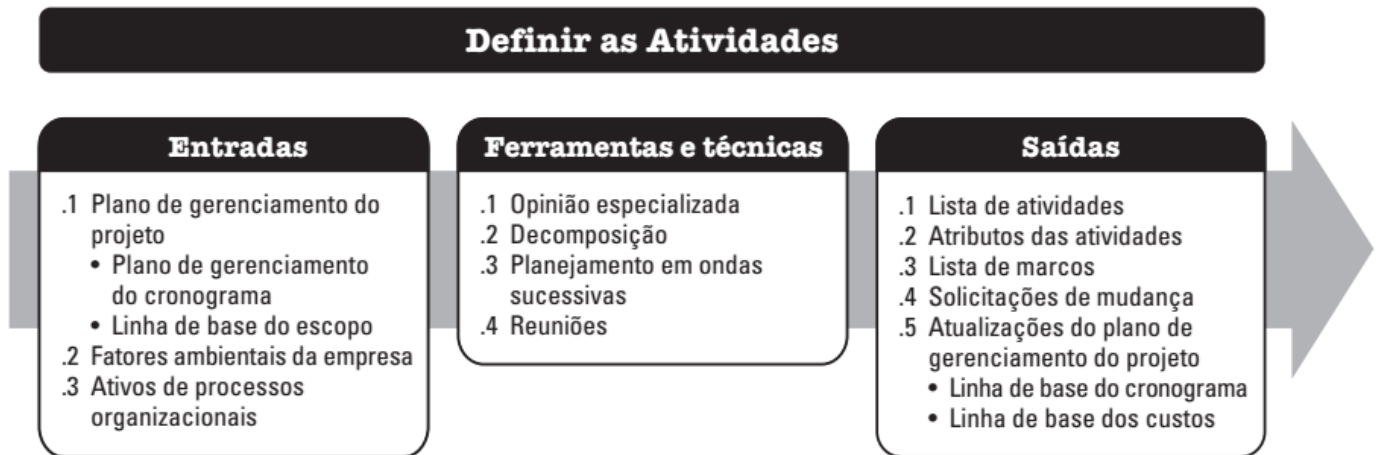 Definir as Atividades
Entradas
.1 Plano de gerenciamento do
projeto
• Plano de gerenciamento
do cronograma
• Linha de base do escopo
.2 Fatores ambientais da empresa
.3 Ativos de processos
organizacionais
Ferramentas e técnicas
.1 Opinião especializada
.2 Decomposição
.3 Planejamento em ondas
sucessivas
.4 Reuniões
Saídas
.1 Lista de atividades
.2 Atributos das atividades
.3 Lista de marcos
.4 Solicitações de mudança
.5 Atualizações do plano de
gerenciamento do projeto
• Linha de base do cronograma
• Linha de base dos custos